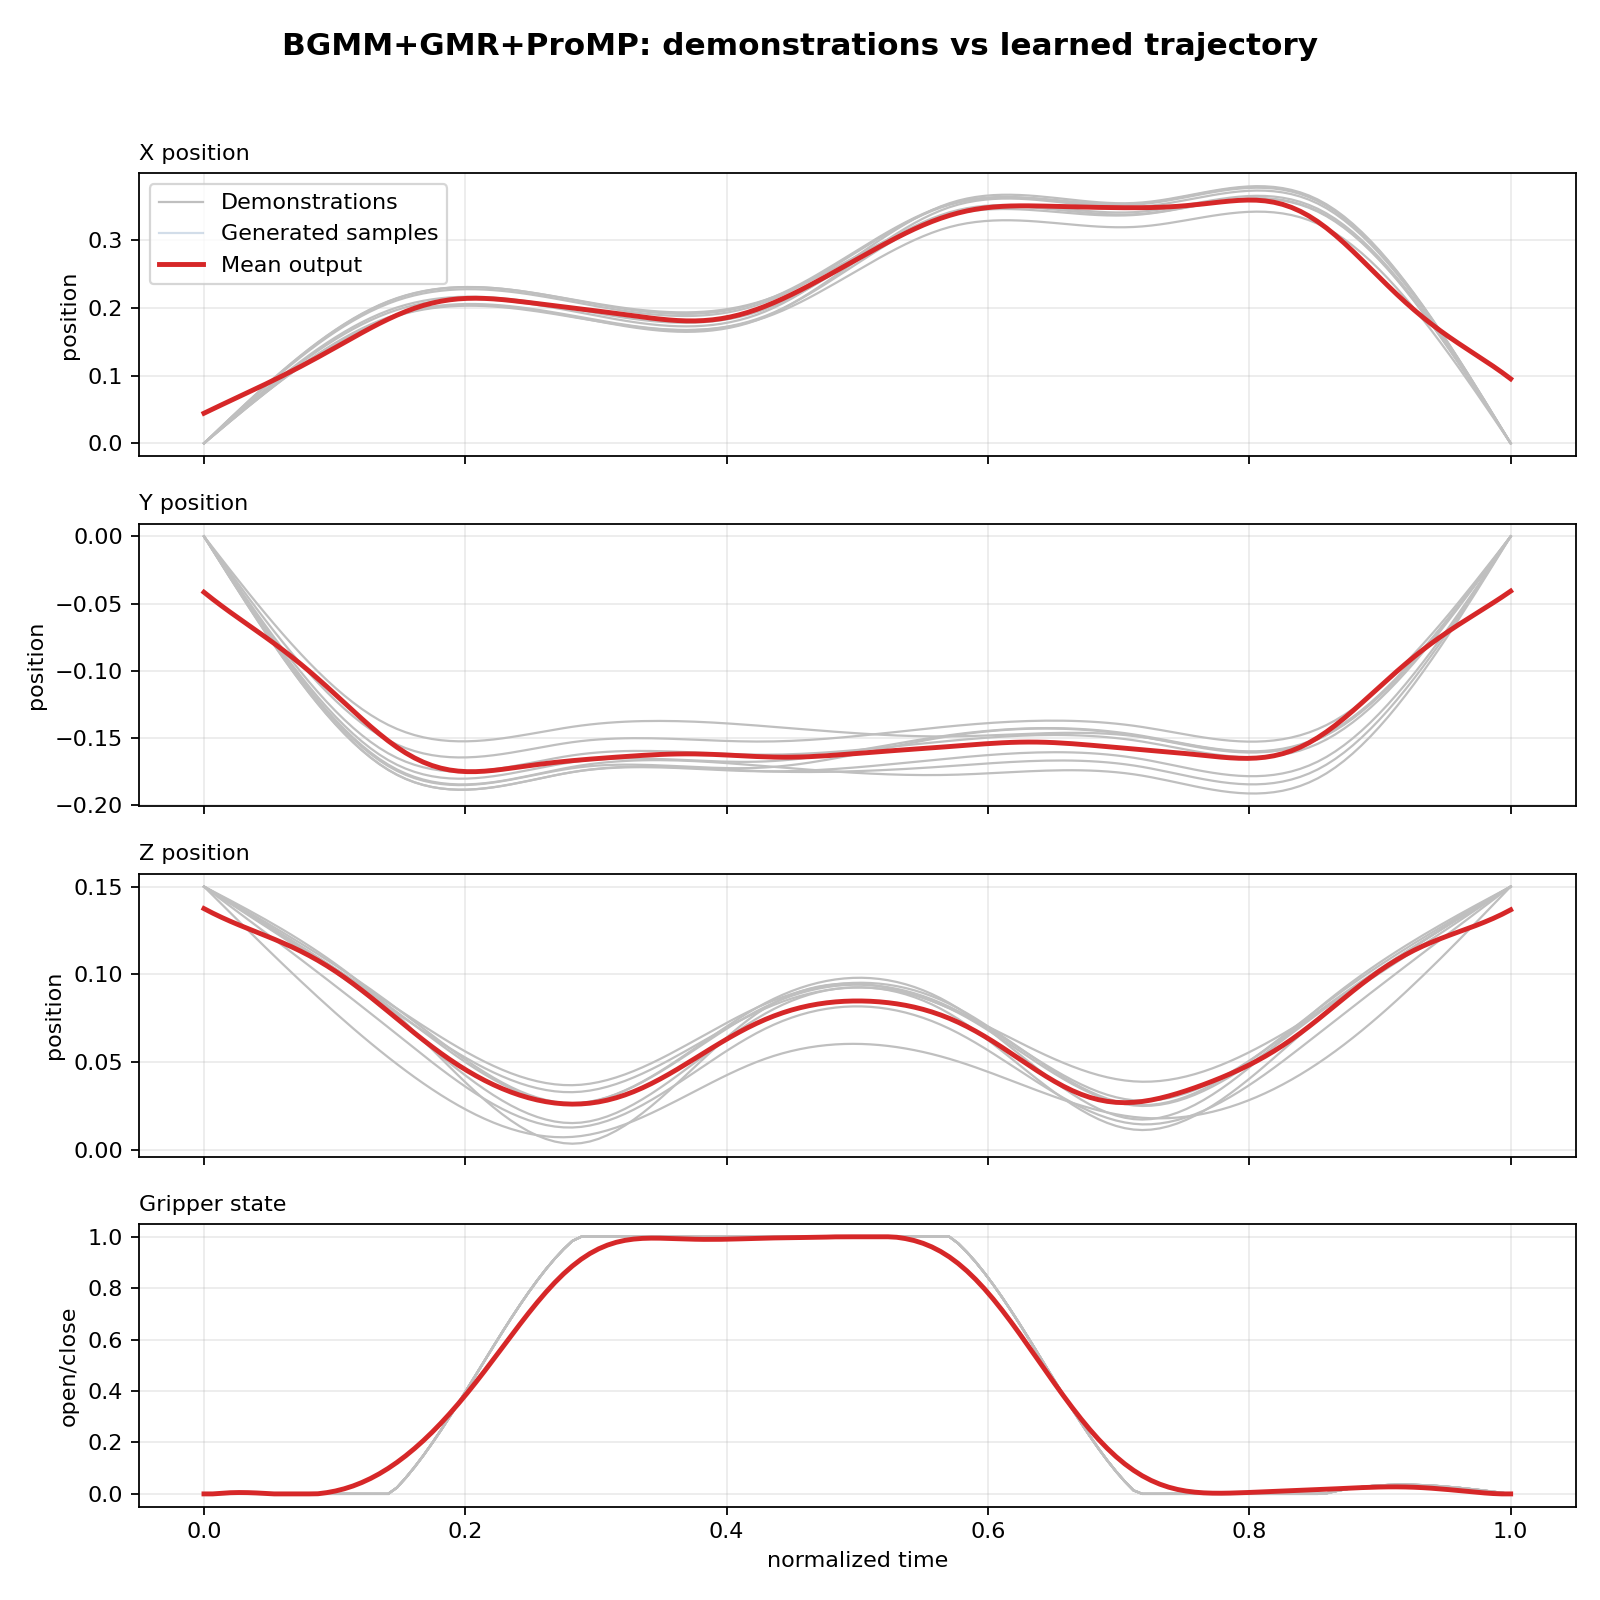 BGMM+GMR+ProMP: demonstrations vs learned trajectory
X position
Demonstrations
Generated samples
Mean output
position
0.3
0.2
0.1
0.0
Y position
position
0.00
−0.05
−0.10
−0.15
−0.20
Z position
position
0.15
0.10
0.05
0.00
Gripper state
open/close
1.0
0.8
0.6
0.4
0.2
0.0
0.0 0.2 0.4 0.6 0.8 1.0
normalized time